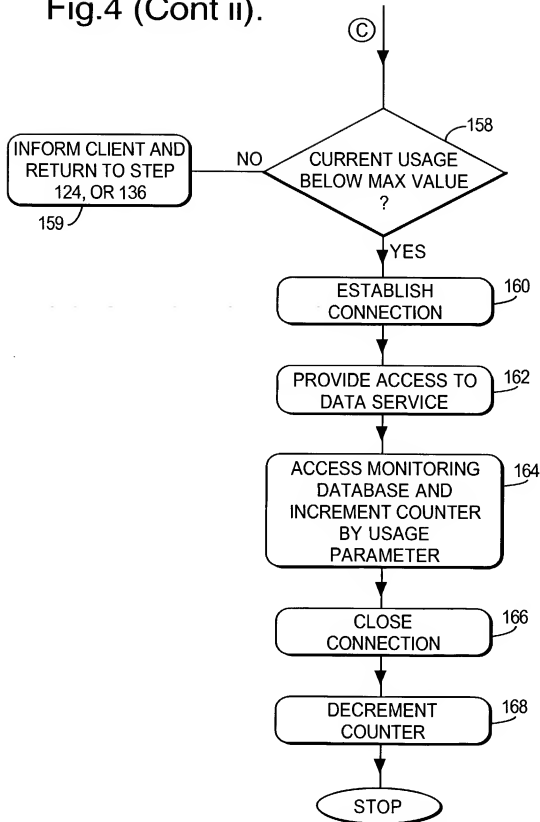 Fig.4 (Cont ii).
C
158
CURRENT USAGE
BELOW MAX VALUE
?
NO
INFORM CLIENT AND
RETURN TO STEP
124, OR 136
159
YES
ESTABLISH
CONNECTION
160
PROVIDE ACCESS TO
DATA SERVICE
162
ACCESS MONITORING
DATABASE AND
INCREMENT COUNTER
BY USAGE
PARAMETER
164
CLOSE
CONNECTION
166
DECREMENT
COUNTER
168
STOP